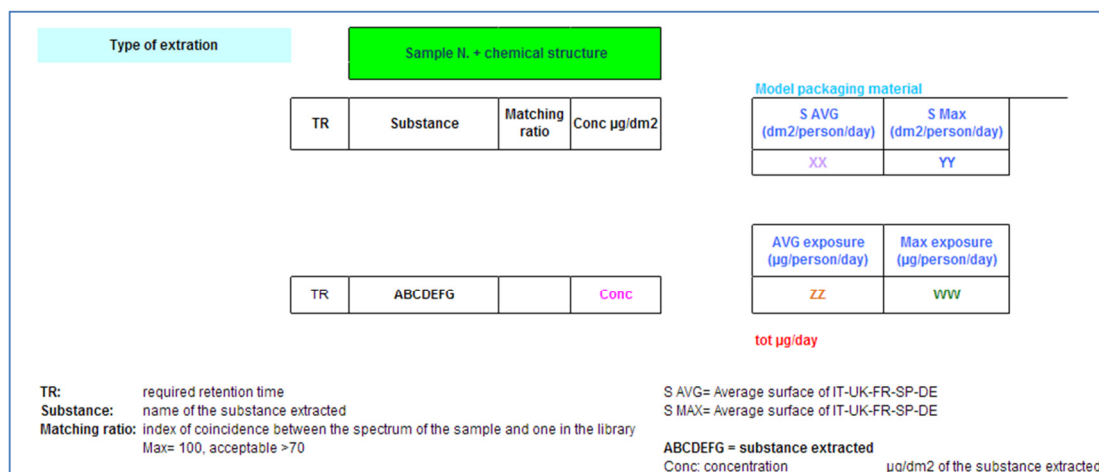 Type of extration
Sample N. + chemical structure
Model packaging material
TR Substance Matching ratio Conc µg/dm2
S AVG (dm2/person/day) S Max (dm2/person/day)
XX YY
AVG exposure (µg/person/day) Max exposure (µg/person/day)
TR ABCDEFG Conc
ZZ WW
tot µg/day
TR: required retention time
Substance: name of the substance extracted
Matching ratio: index of coincidence between the spectrum of the sample and one in the library
Max= 100, acceptable >70
S AVG= Average surface of IT-UK-FR-SP-DE
S MAX= Average surface of IT-UK-FR-SP-DE
ABCDEFG = substance extracted
Conc: concentration µg/dm2 of the substance extracted